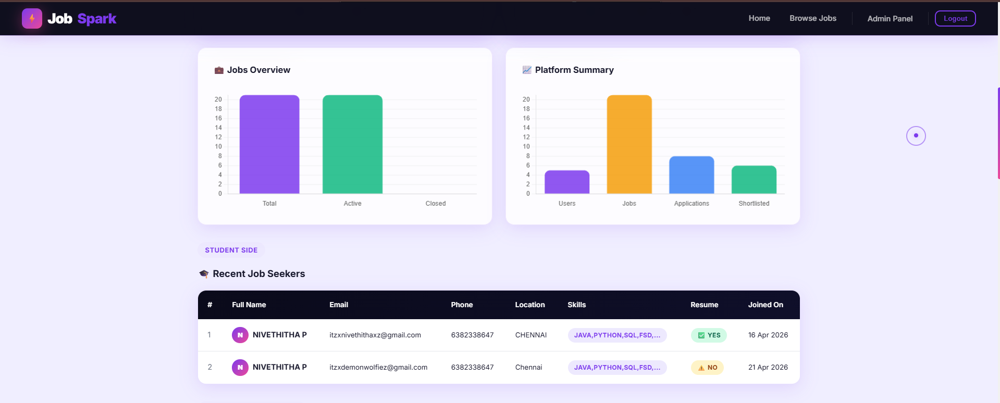 Job Spark
Home Browse Jobs Admin Panel Logout
Jobs Overview
20
18
16
14
12
10
8
6
4
2
0
Total Active Closed
Platform Summary
20
18
16
14
12
10
8
6
4
2
0
Users Jobs Applications Shortlisted
STUDENT SIDE
Recent Job Seekers
# Full Name Email Phone Location Skills Resume Joined On
1 N NIVETHITHA P itzxnivethithaxz@gmail.com 6382338647 CHENNAI JAVA,PYTHON,SQL,FSD,... YES 16 Apr 2026
2 N NIVETHITHA P itzxdemonwolfiez@gmail.com 6382338647 Chennai JAVA,PYTHON,SQL,FSD,... NO 21 Apr 2026